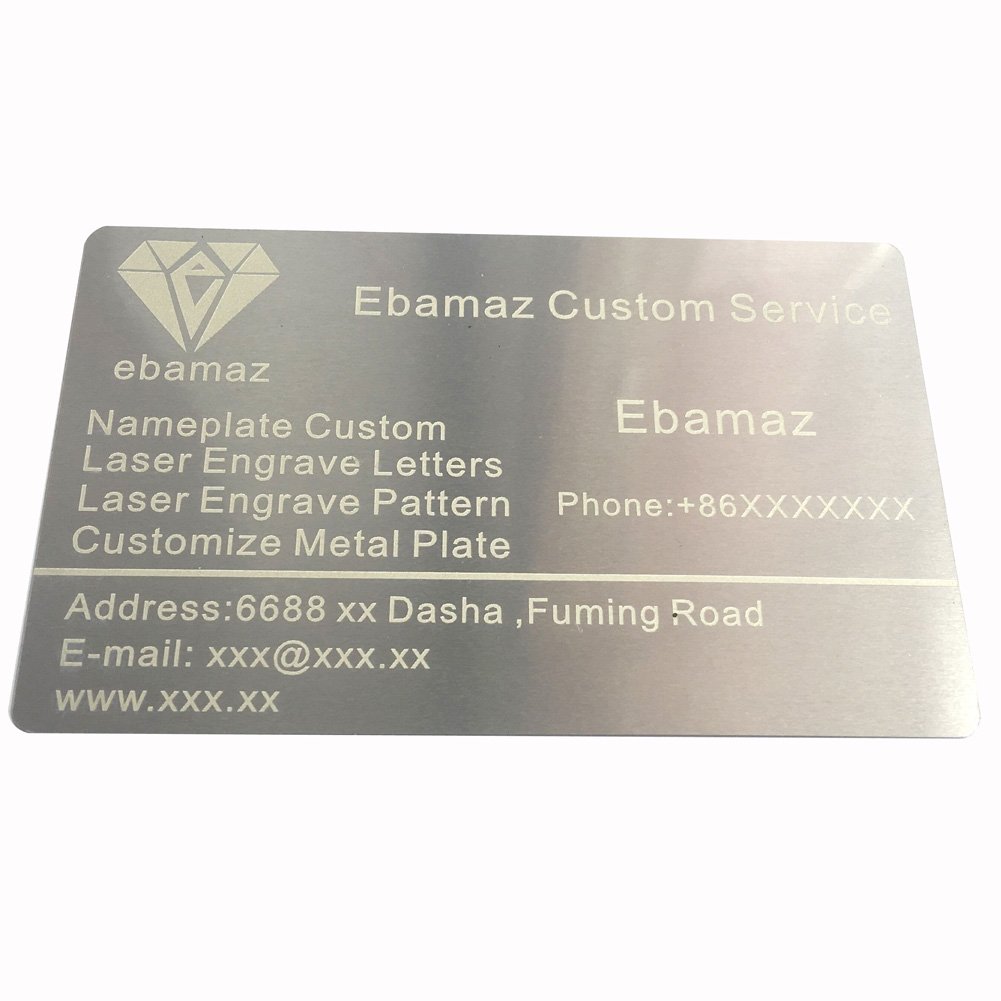 ebamaz
Ebamaz Custom Service
Nameplate Custom
Laser Engrave Letters
Laser Engrave Pattern
Customize Metal Plate
Ebamaz
Phone:+86XXXXXXX
Address:6688 xx Dasha ,Fuming Road
E-mail: xxx@xxx.xx
www.xxx.xx